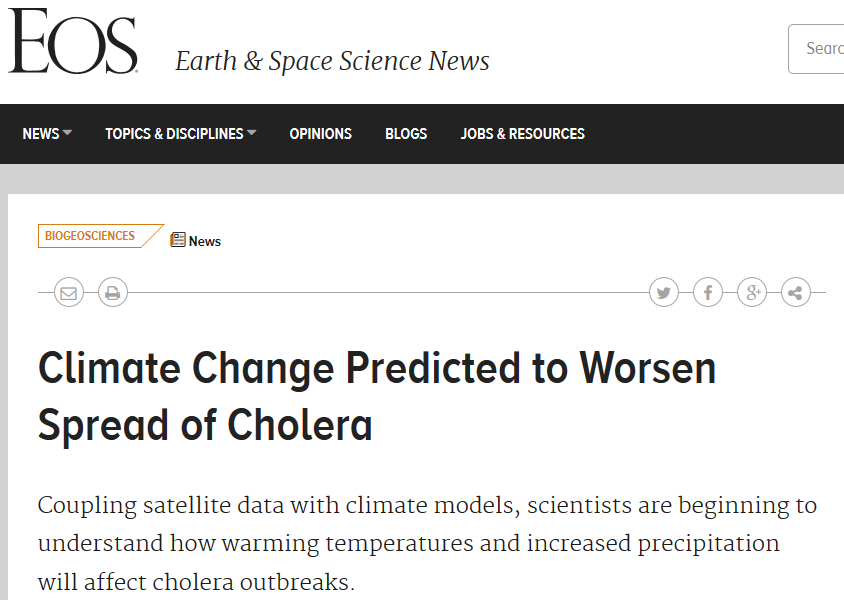 Eos
Earth & Space Science News
Searc
NEWS
TOPICS & DISCIPLINES
OPINIONS
BLOGS
JOBS & RESOURCES
BIOGEOSCIENCES
News
Climate Change Predicted to Worsen
Spread of Cholera
Coupling satellite data with climate models, scientists are beginning to
understand how warming temperatures and increased precipitation
will affect cholera outbreaks.